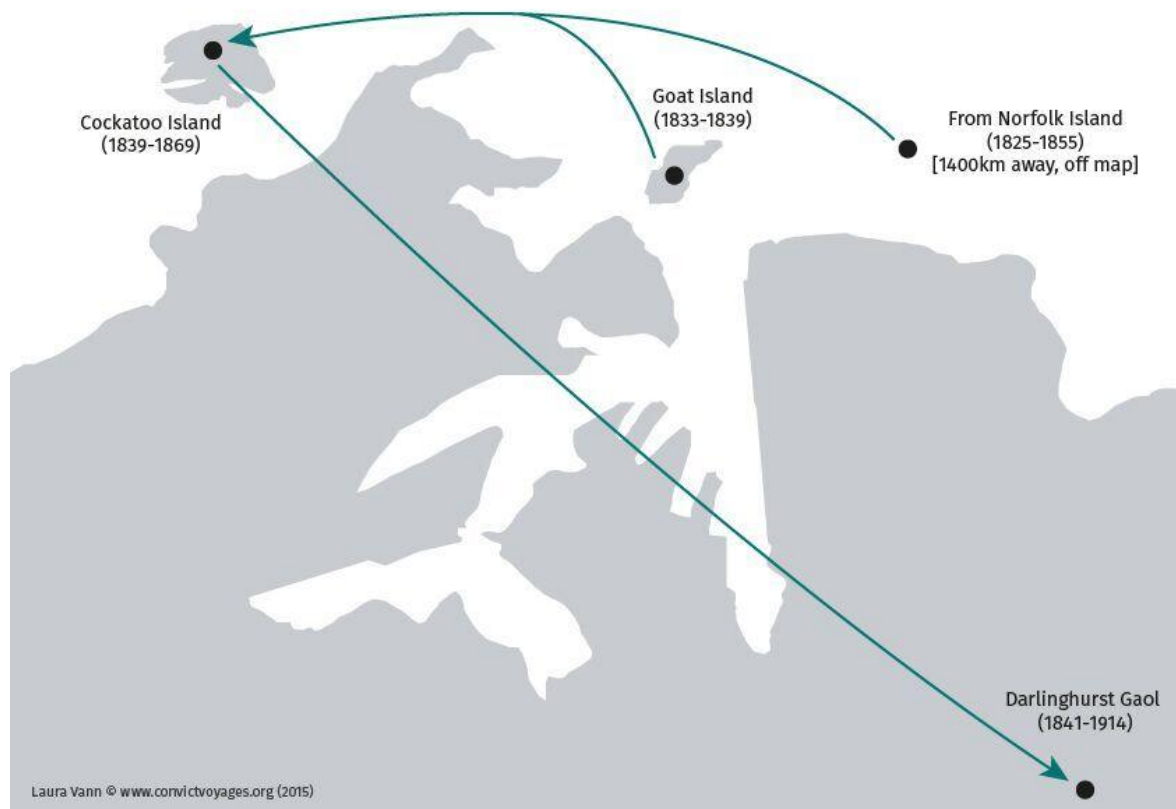 Cockatoo Island
(1839-1869)
Goat Island
(1833-1839)
From Norfolk Island
(1825-1855)
[1400km away, off map]
Darlinghurst Gaol
(1841-1914)
Laura Vann © www.convictvoyages.org (2015)